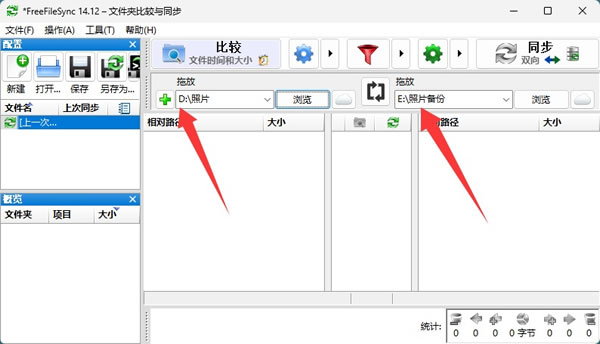 *FreeFileSync 14.12 – 文件夹比较与同步
文件(F) 操作(A) 工具(T) 帮助(H)
配置
新建 打开... 保存 另存为...
文件名 上次同步
[上一次...
概览
文件夹 项目 大小
比较
文件时间和大小
同步
双向
拖放
D:\照片
浏览
拖放
E:\照片备份
浏览
相对路径 大小
路径 大小
统计: 0 0 0 0 字节 0 0 0